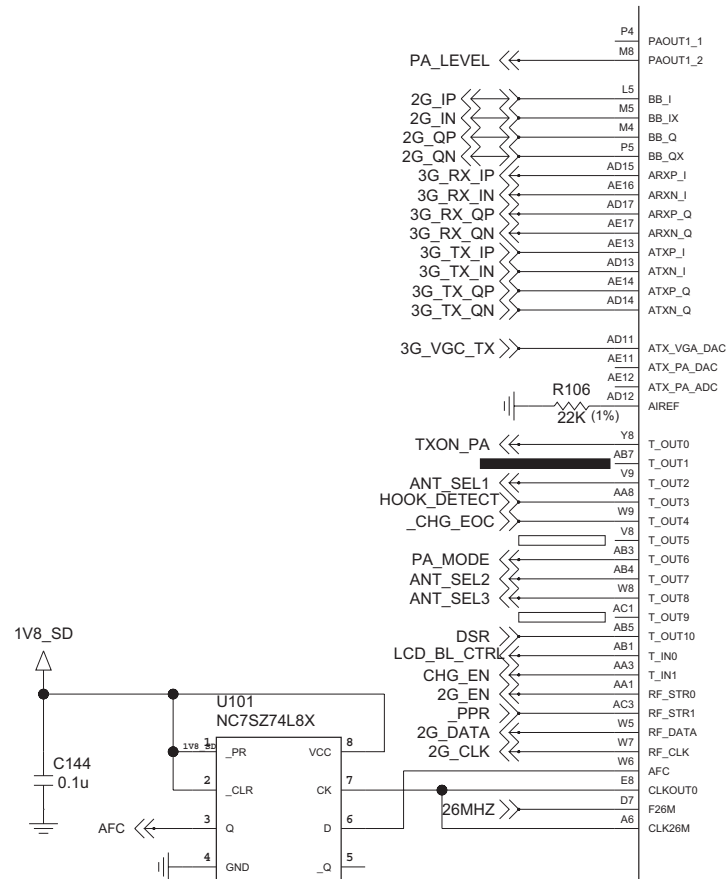 P4 PAOUT1_1
PA_LEVEL M8 PAOUT1_2
2G_IP L5 BB_I
2G_IN M5 BB_IX
2G_QP M4 BB_Q
2G_QN P5 BB_QX
3G_RX_IP AD15 ARXP_I
3G_RX_IN AE16 ARXN_I
3G_RX_QP AD17 ARXP_Q
3G_RX_QN AE17 ARXN_Q
3G_TX_IP AE13 ATXP_I
3G_TX_IN AD13 ATXN_I
3G_TX_QP AE14 ATXP_Q
3G_TX_QN AD14 ATXN_Q
3G_VGC_TX AD11 ATX_VGA_DAC
AE11 ATX_PA_DAC
AE12 ATX_PA_ADC
R106 AD12 AIREF
22K (1%)
TXON_PA Y8 T_OUT0
AB7 T_OUT1
ANT_SEL1 V9 T_OUT2
HOOK_DETECT AA8 T_OUT3
_CHG_EOC W9 T_OUT4
V8 T_OUT5
PA_MODE AB3 T_OUT6
ANT_SEL2 AB4 T_OUT7
ANT_SEL3 W8 T_OUT8
AC1 T_OUT9
DSR AB5 T_OUT10
LCD_BL_CTRL AB1 T_IN0
CHG_EN AA3 T_IN1
2G_EN AA1 RF_STR0
_PPR AC3 RF_STR1
2G_DATA W5 RF_DATA
2G_CLK W7 RF_CLK
W6 AFC
E8 CLKOUT0
26MHZ D7 F26M
A6 CLK26M
1V8_SD
C144
0.1u
U101
NC7SZ74L8X
1V8_SD 1 _PR VCC 8
2 _CLR CK 7
AFC 3 Q D 6
4 GND _Q 5